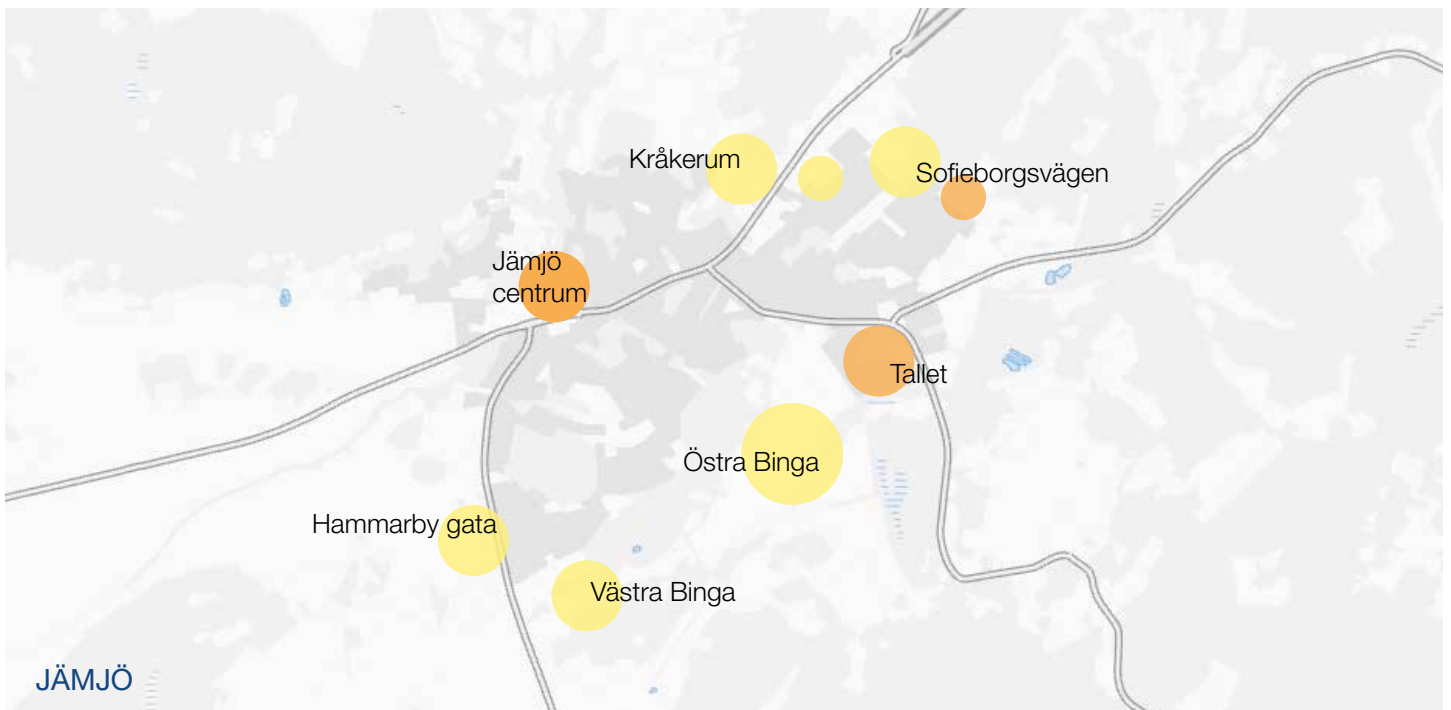 Kråkerum
Sofieborgsvägen
Jämjö
centrum
Tallet
Östra Binga
Hammarby gata
Västra Binga
JÄMJÖ